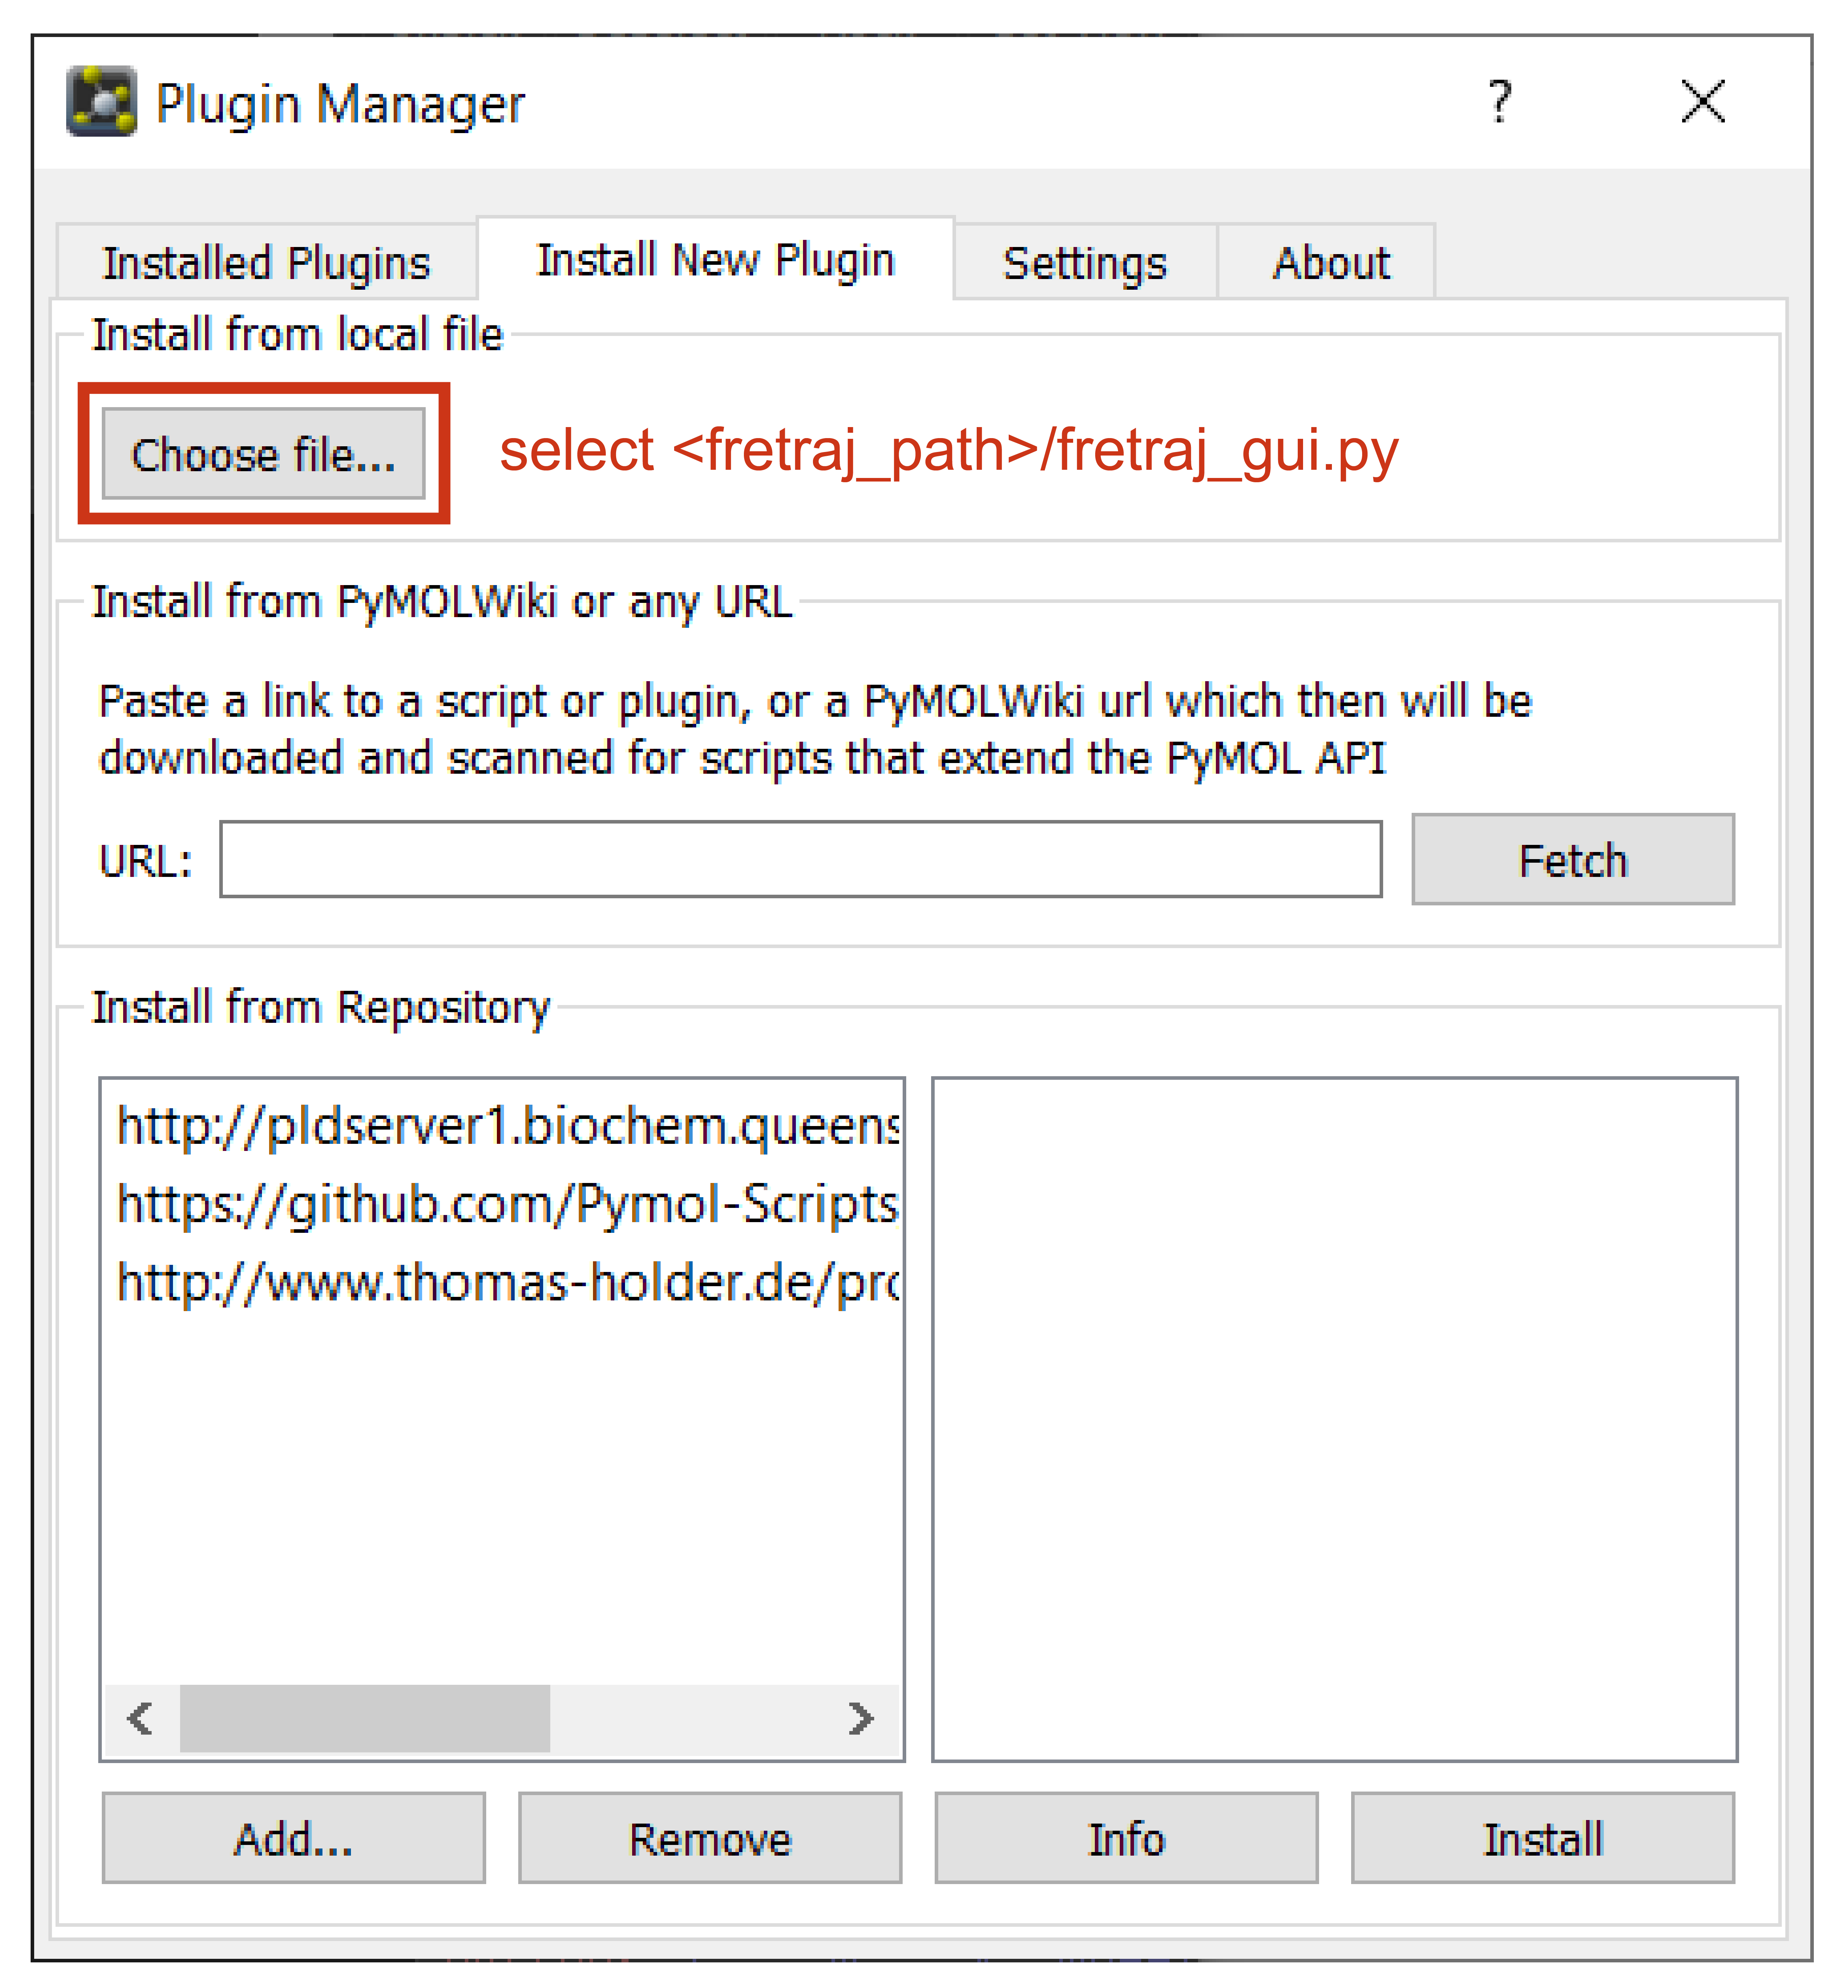 Plugin Manager
?
Installed Plugins Install New Plugin Settings About
Install from local file
Choose file... select <fretraj_path>/fretraj_gui.py
Install from PyMOLWiki or any URL
Paste a link to a script or plugin, or a PyMOLWiki url which then will be
downloaded and scanned for scripts that extend the PyMOL API
URL: Fetch
Install from Repository
http://pldserver1.biochem.queens
https://github.com/Pymol-Scripts
http://www.thomas-holder.de/pro
Add... Remove Info Install